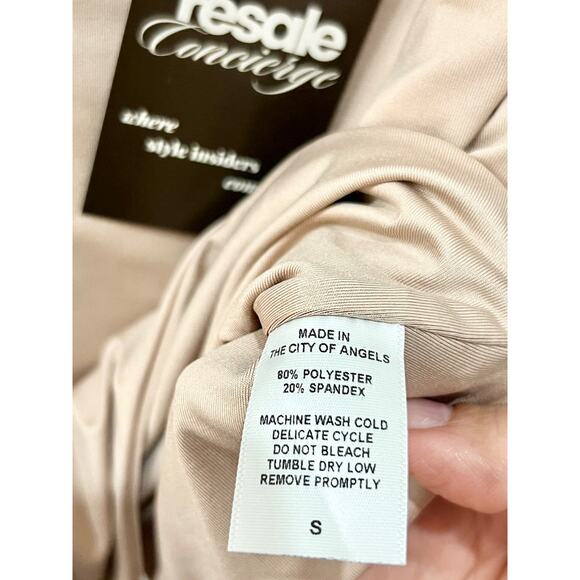 resale
Concierge
where
style insiders
MADE IN
THE CITY OF ANGELS
80% POLYESTER
20% SPANDEX
MACHINE WASH COLD
DELICATE CYCLE
DO NOT BLEACH
TUMBLE DRY LOW
REMOVE PROMPTLY
S